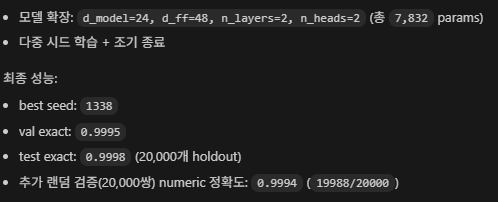 • 모델 확장: d_model=24, d_ff=48, n_layers=2, n_heads=2 (총 7,832 params)
• 다중 시드 학습 + 조기 종료
최종 성능:
• best seed: 1338
• val exact: 0.9995
• test exact: 0.9998 (20,000개 holdout)
• 추가 랜덤 검증(20,000쌍) numeric 정확도: 0.9994 (19988/20000)